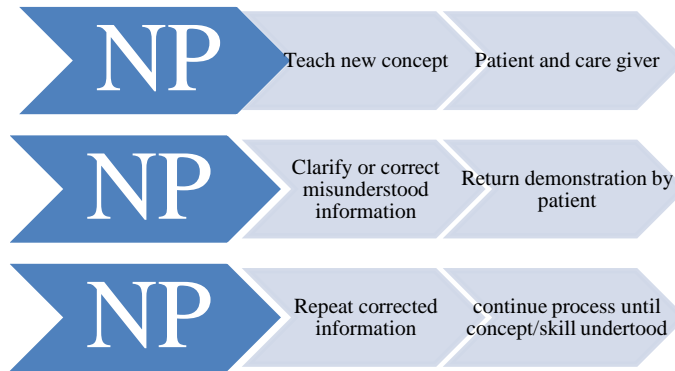 NP
Teach new concept
Patient and care giver
NP
Clarify or correct
misunderstood
information
Return demonstration by
patient
NP
Repeat corrected
information
continue process until
concept/skill undertood